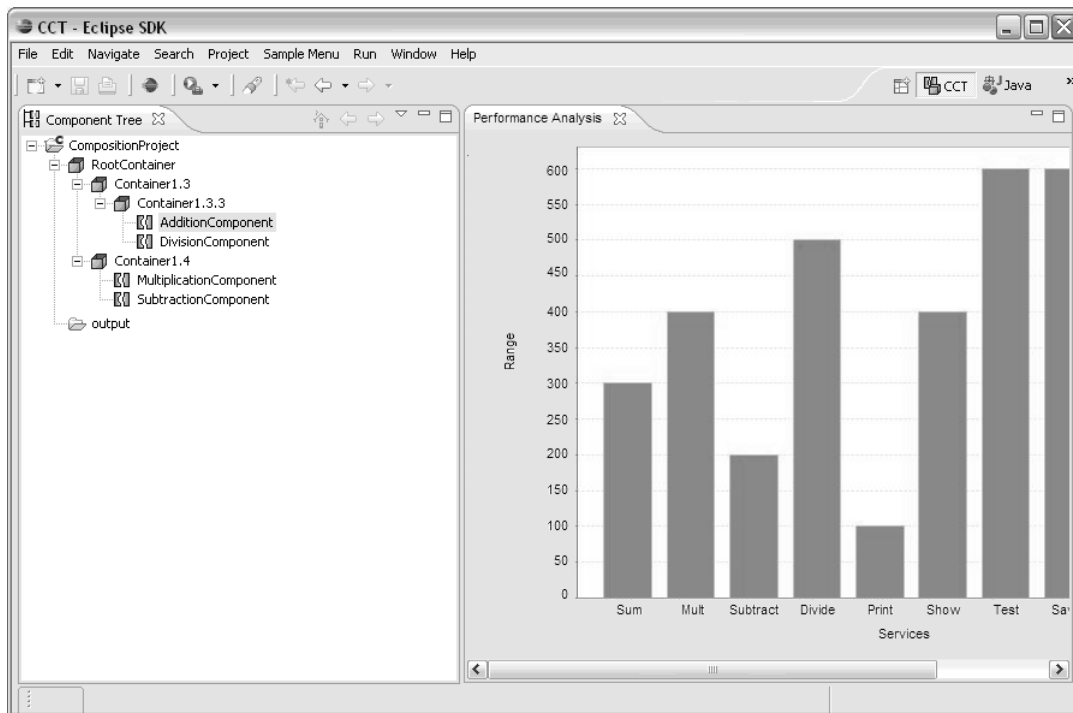 CCT - Eclipse SDK
File Edit Navigate Search Project Sample Menu Run Window Help
CCT Java
Component Tree
CompositionProject
RootContainer
Container1.3
Container1.3.3
AdditionComponent
DivisionComponent
Container1.4
MultiplicationComponent
SubtractionComponent
output
Performance Analysis
600
550
500
450
400
350
300
250
200
150
100
50
0
Range
Sum Mult Subtract Divide Print Show Test
Services